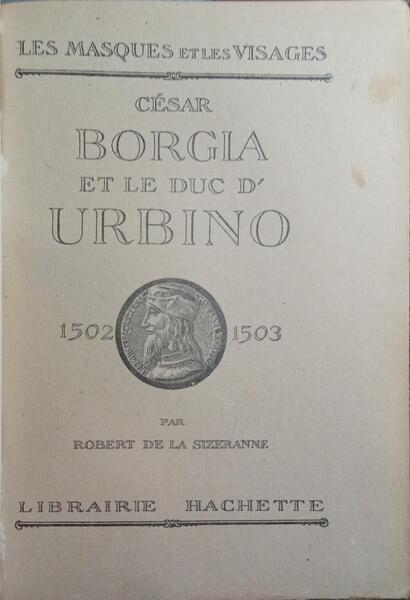 LES MASQUES ET LES VISAGES
CÉSAR
BORGIA
ET LE DUC D'
URBINO
1502 1503
PAR
ROBERT DE LA SIZERANNE
LIBRAIRIE HACHETTE